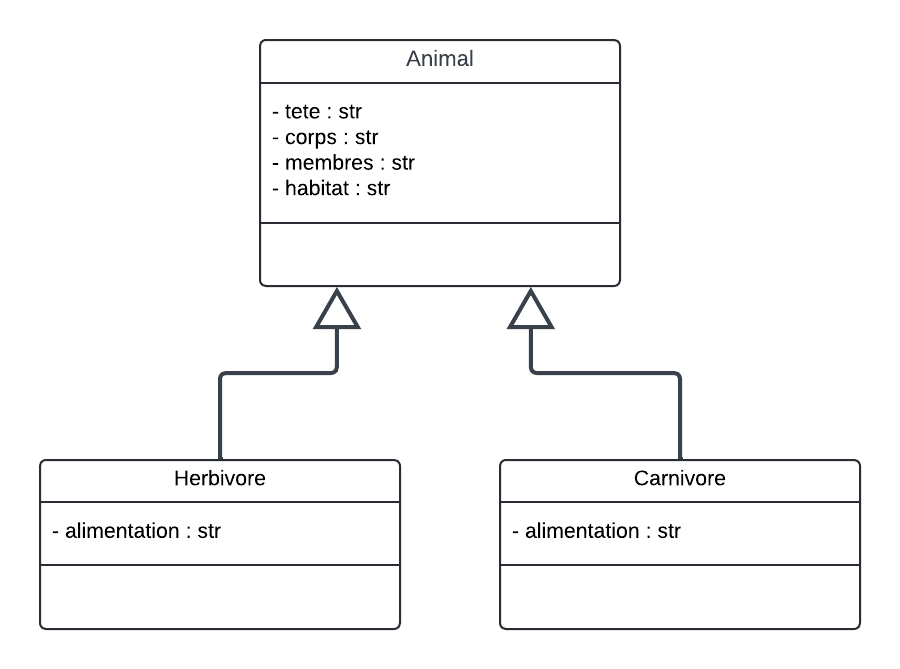 Animal
- tete : str
- corps : str
- membres : str
- habitat : str
Herbivore
- alimentation : str
Carnivore
- alimentation : str